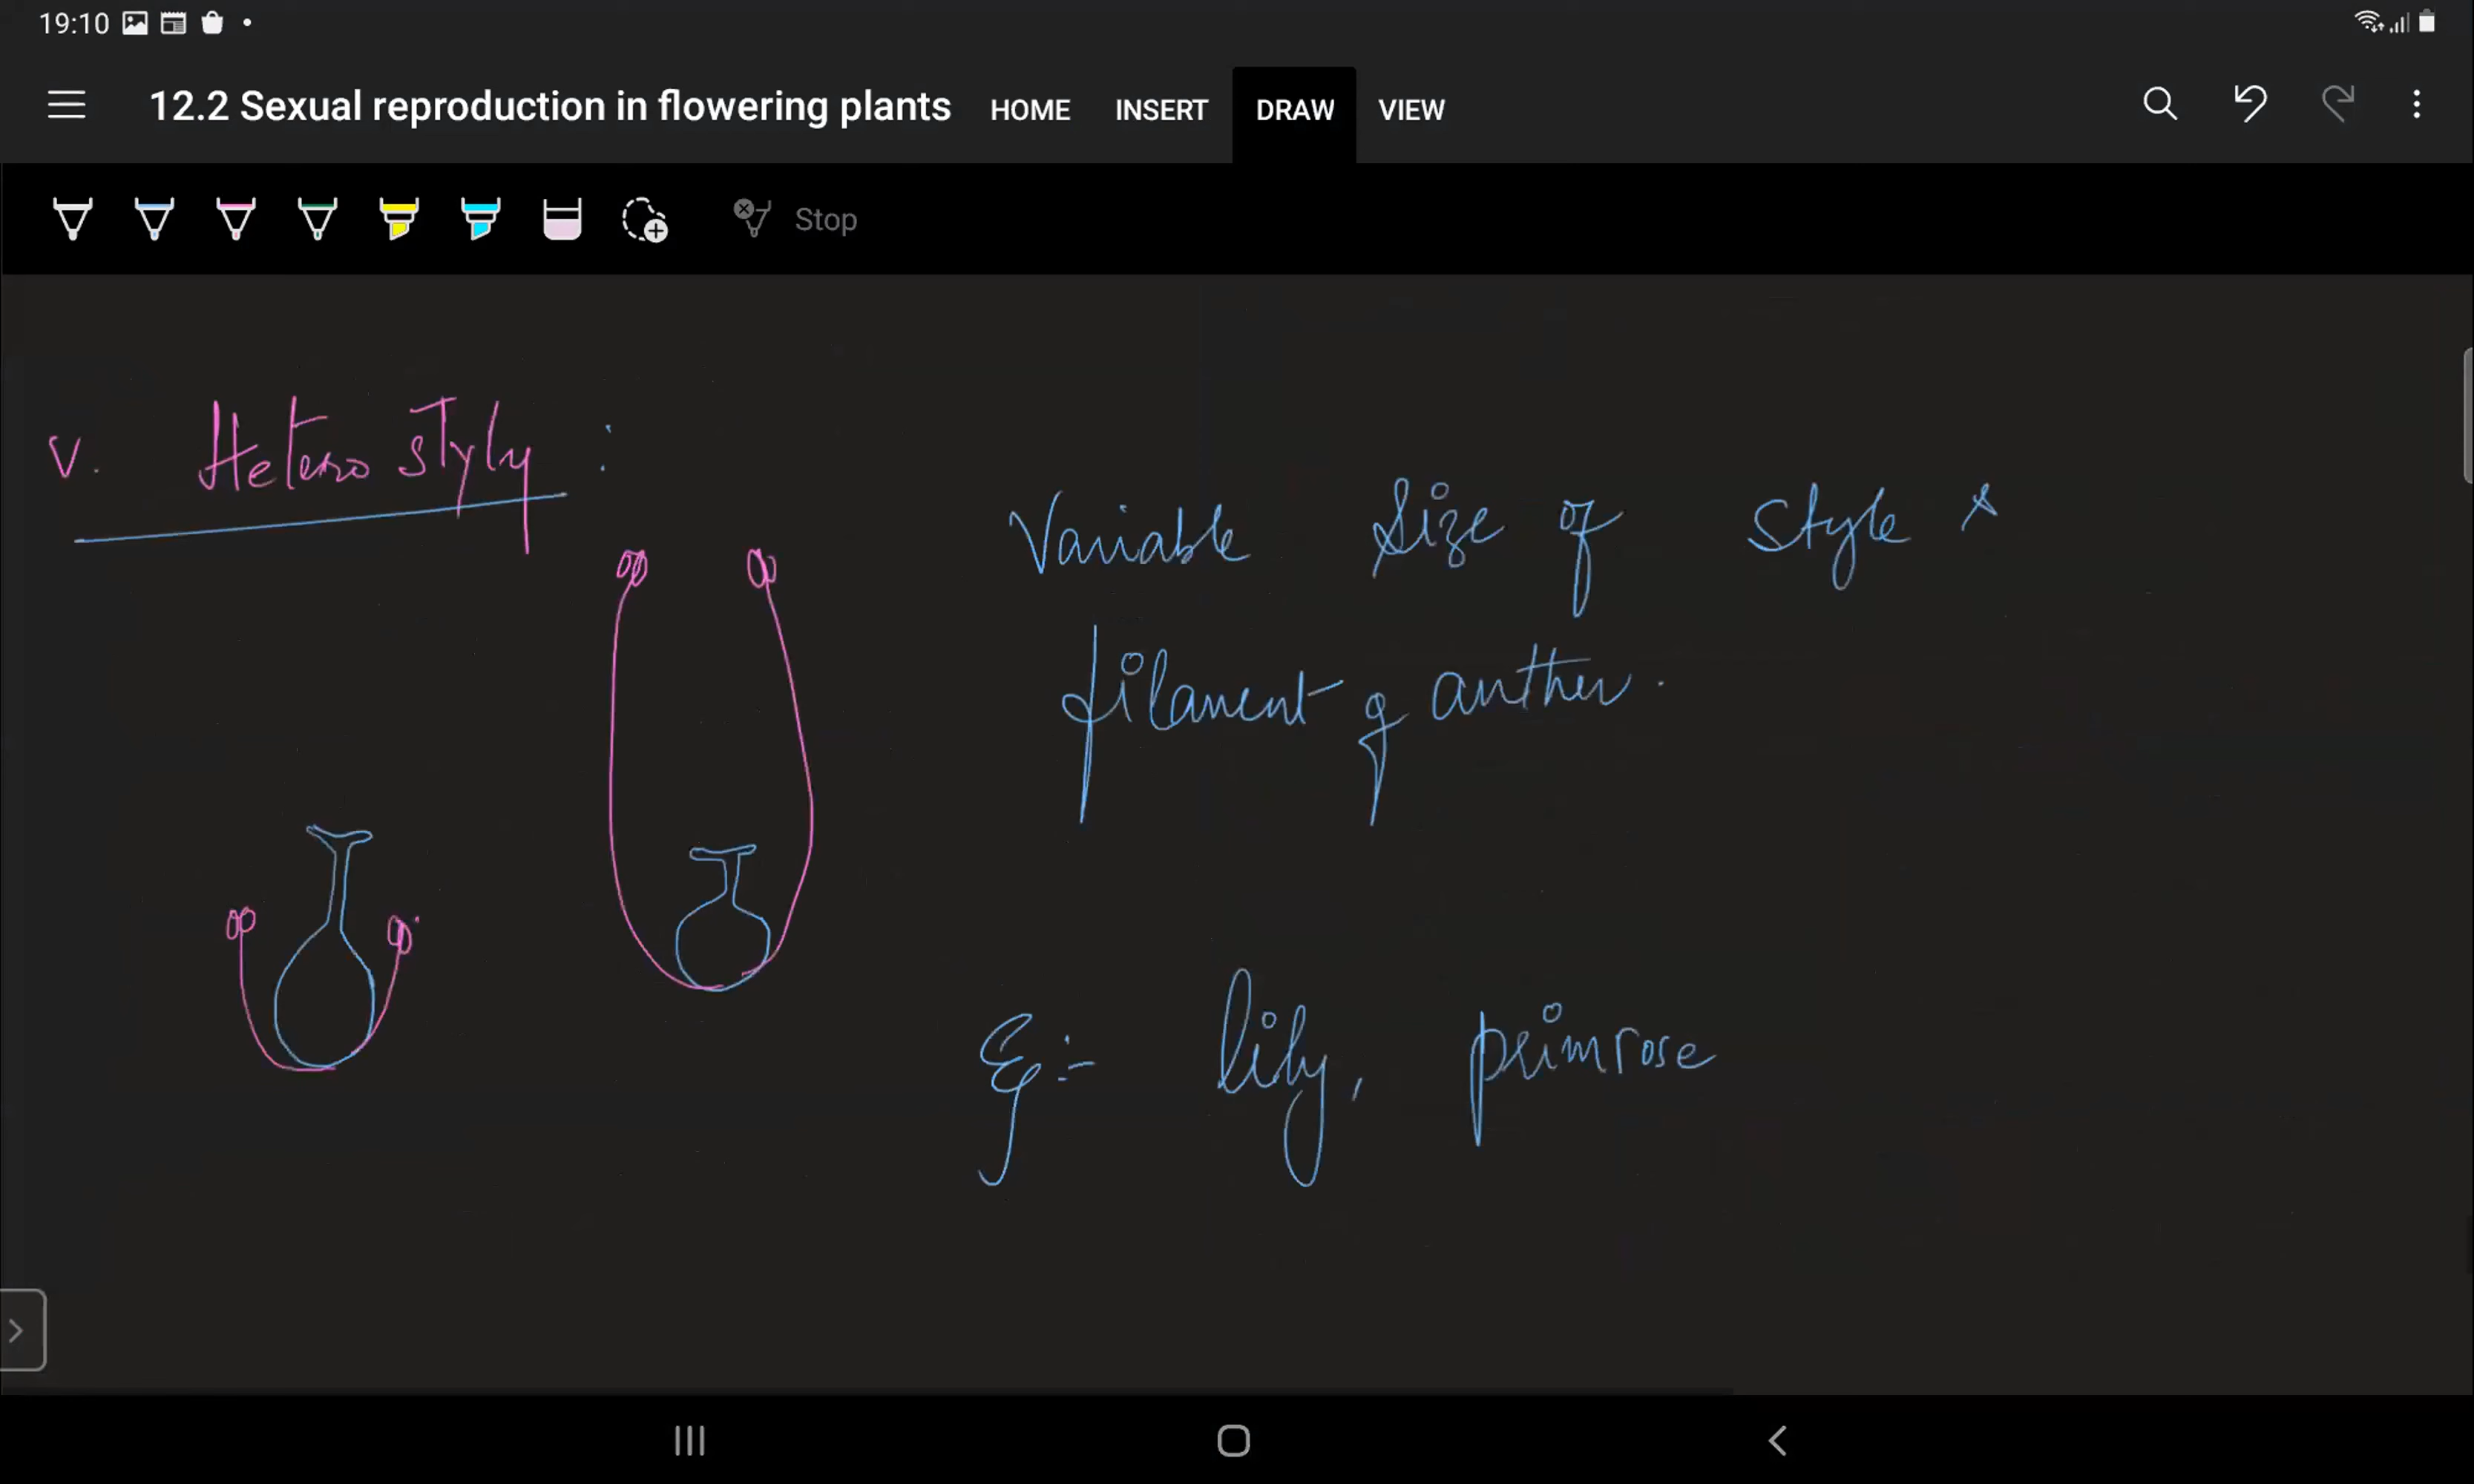 19:10
12.2 Sexual reproduction in flowering plants HOME INSERT DRAW VIEW
Stop
V. Hetero styly :
Variable size of style &
filament of anther.
Eg:- lily, primrose